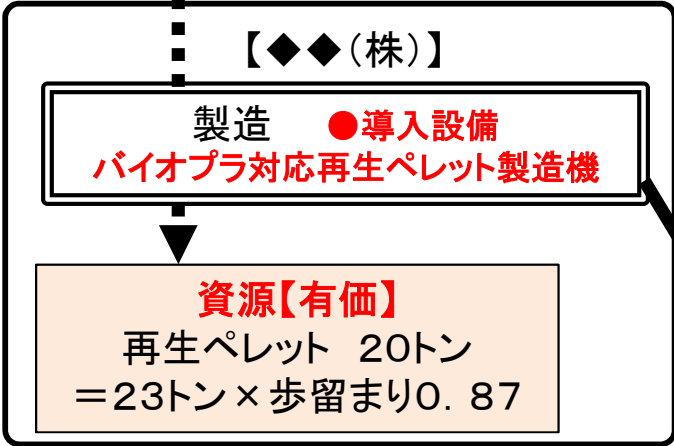 【◆◆(株)】
製造　●導入設備
バイオプラ対応再生ペレット製造機
資源【有価】
再生ペレット　20トン
＝23トン×歩留まり0. 87